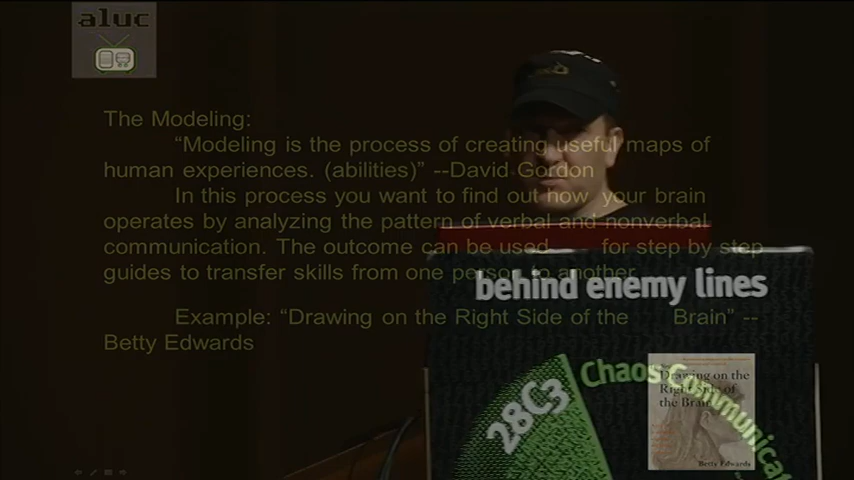 aluc
The Modeling:
“Modeling is the process of creating useful maps of
human experiences. (abilities)” --David Gordon
In this process you want to find out how your brain
operates by analyzing the pattern of verbal and nonverbal
communication. The outcome can be used for step by step
guides to transfer skills from one person to another
behind enemy lines
Example: “Drawing on the Right Side of the Brain” --
Betty Edwards
28C3
Chaos Communicat
Drawing on the
Right Side of
the Brain
Betty Edwards